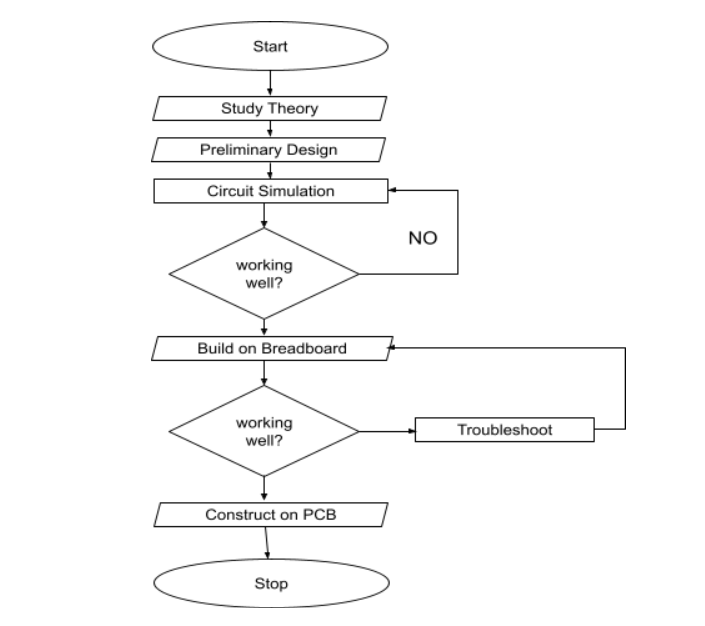 Start
Study Theory
Preliminary Design
Circuit Simulation
NO
working
well?
Build on Breadboard
working
well?
Troubleshoot
Construct on PCB
Stop